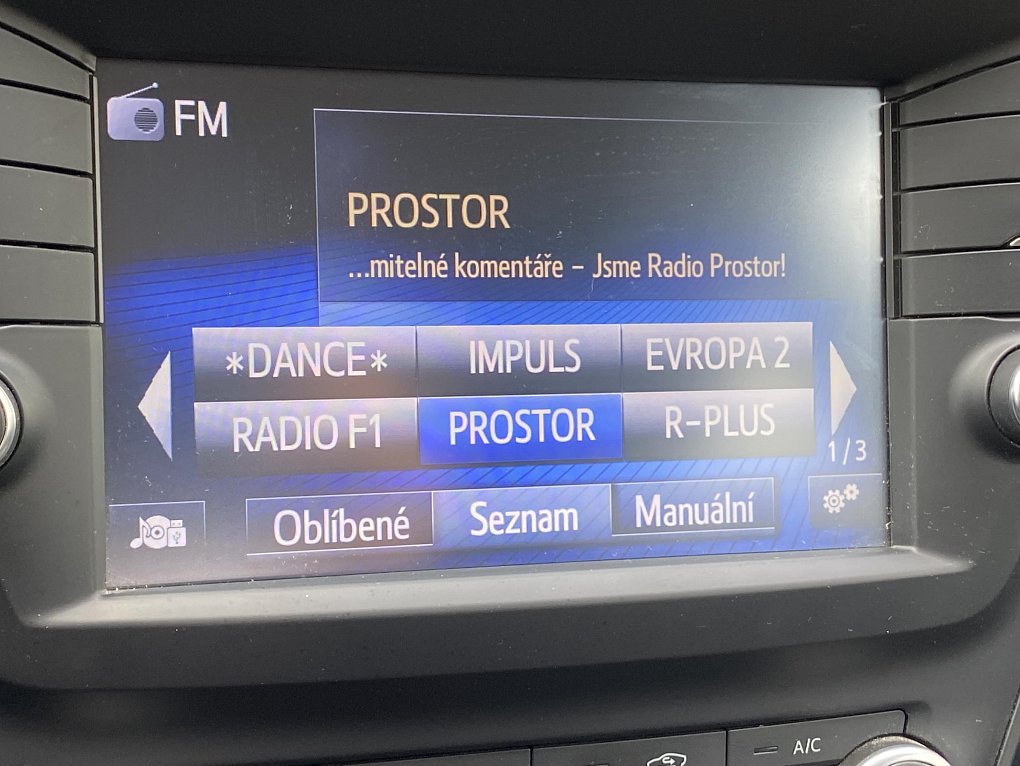 FM
PROSTOR
...mitelné komentáře – Jsme Radio Prostor!
*DANCE* IMPULS EVROPA 2
RADIO F1 PROSTOR R-PLUS
1/3
Oblíbené Seznam Manuální
A/C